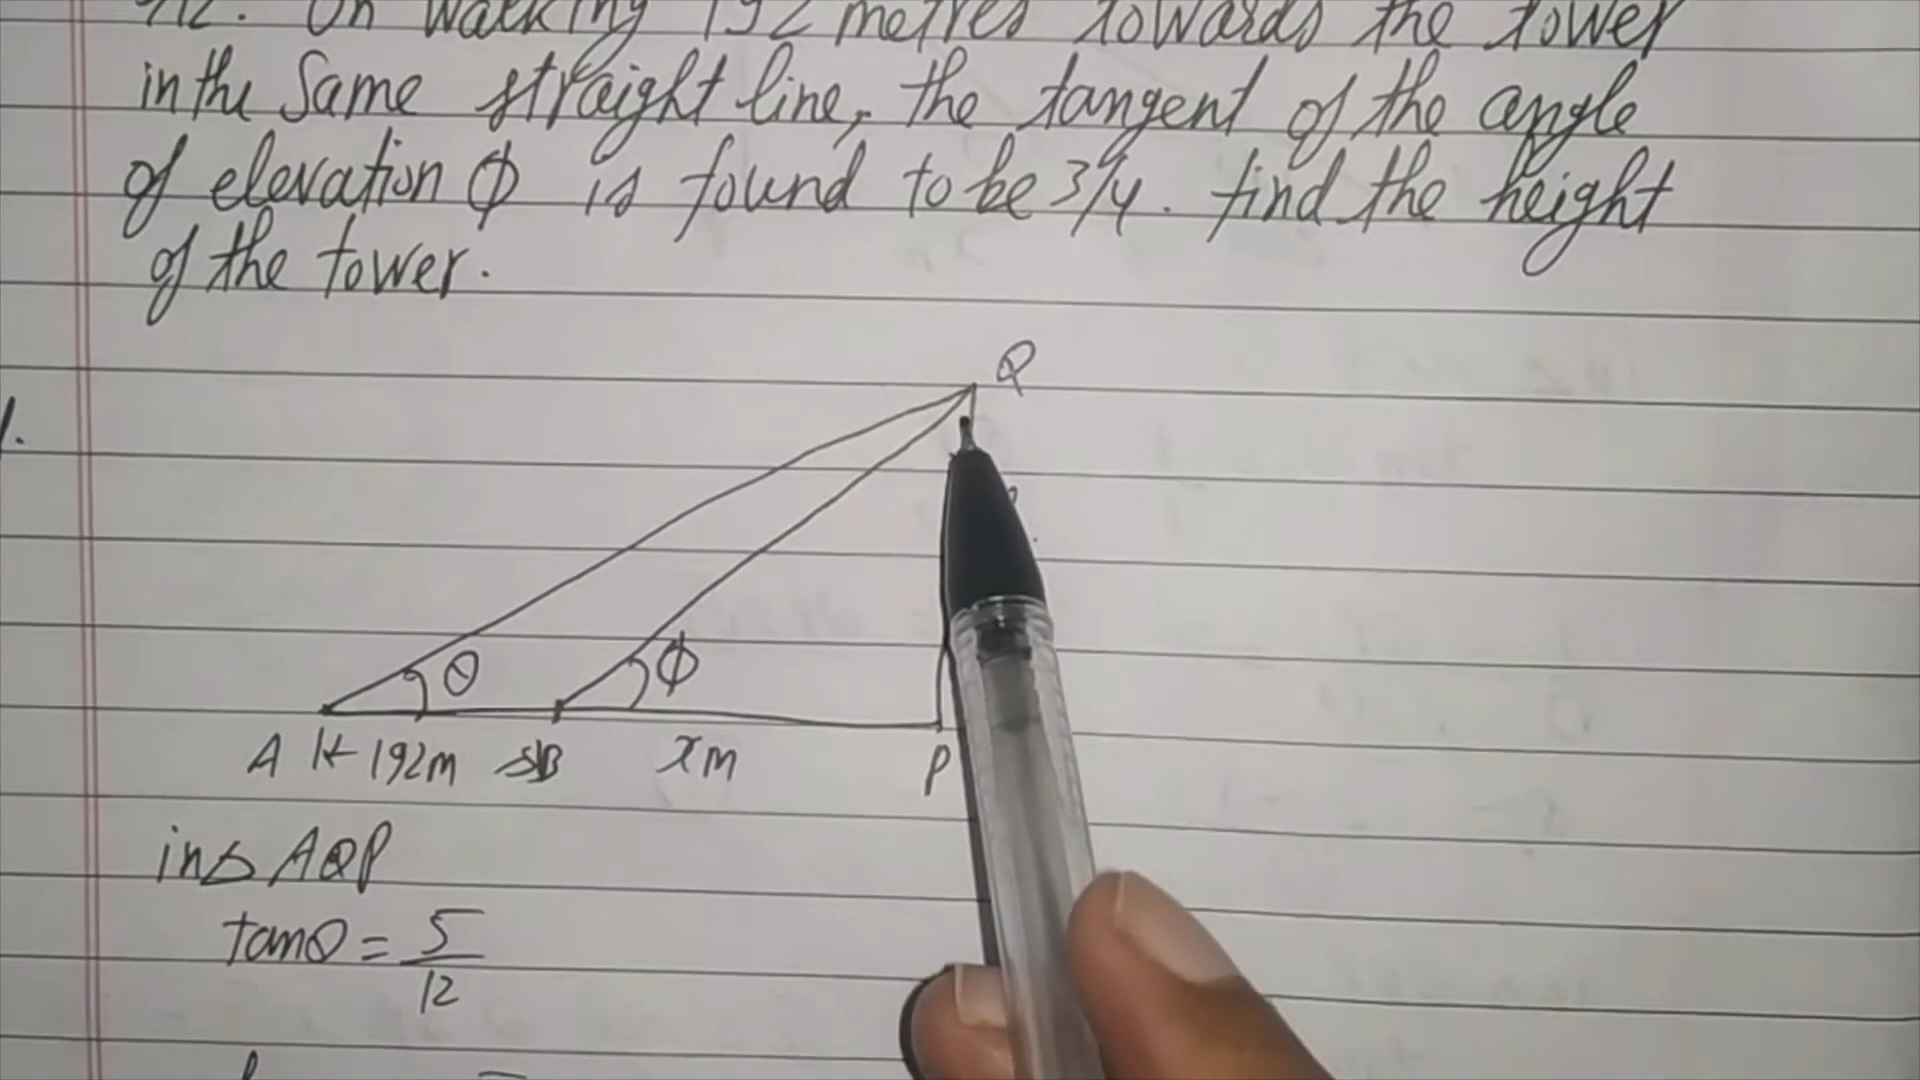 On walking 192 metres towards the tower
in the same straight line, the tangent of the angle
of elevation ϕ is found to be 3/4. find the height
of the tower.
Q
θ ϕ
A 192m B xm P
in△ AQP
tanθ = 5/12